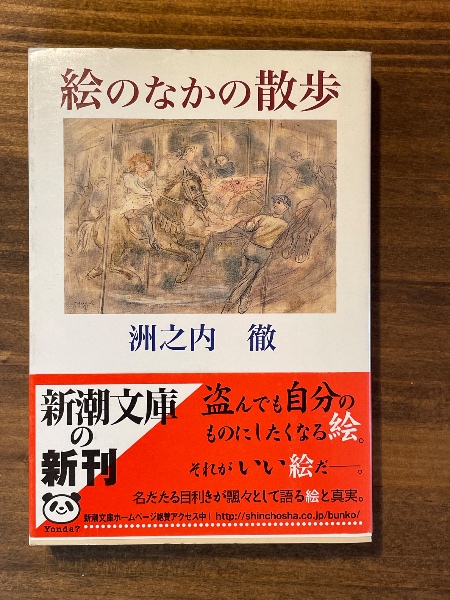 絵のなかの散歩
洲之内 徹
新潮文庫
の
新刊
Yonda?
盗んでも自分の
ものにしたくなる絵。
それがいい絵だ──。
名だたる目利きが飄々として語る絵と真実。
新潮文庫ホームページ絶賛アクセス中! http://shinchosha.co.jp/bunko/